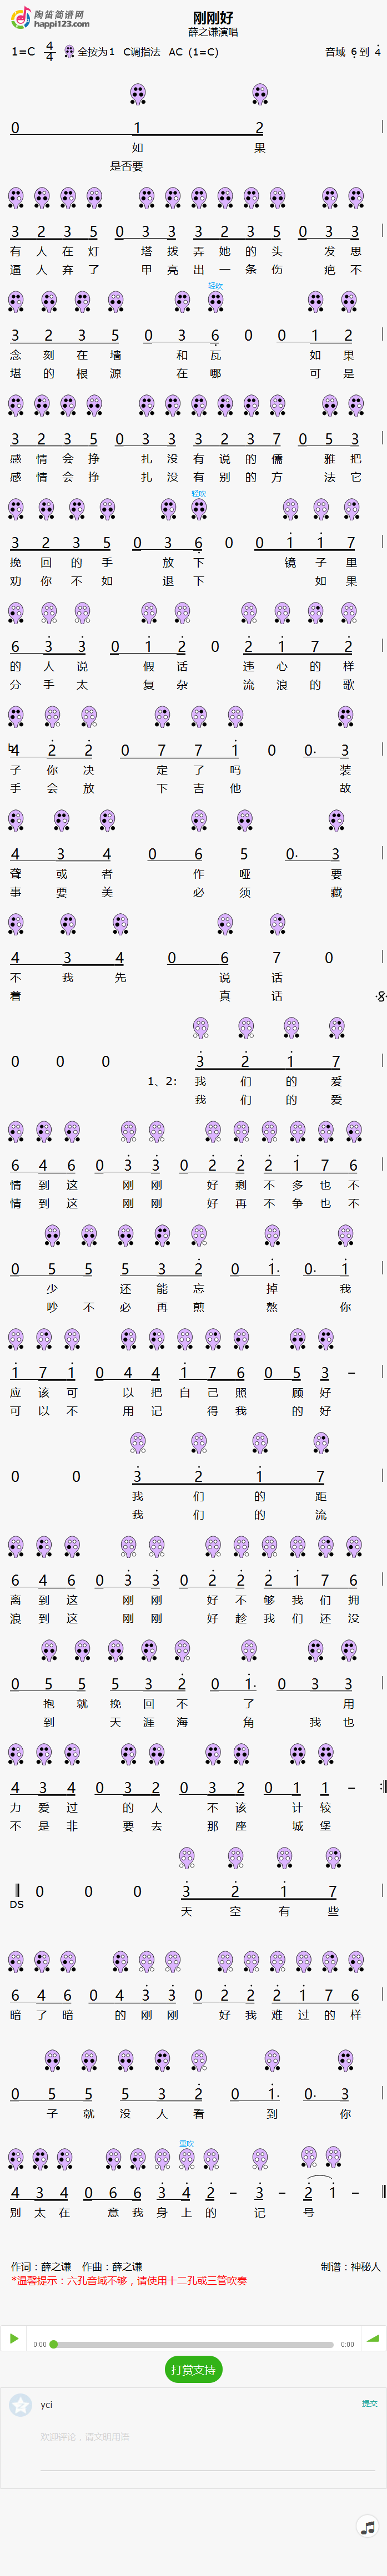 陶笛简谱网
happi123.com
刚刚好
薛之谦演唱
1=C 4/4 全按为1 C调指法 AC (1=C) 音域 6 到 4
0 1 2
如 果
是否要
3 2 3 5 0 3 3 3 2 3 5 0 3 3
有 人 在 灯 塔 拨 弄 她 的 头 发 思
逼 人 弃 了 甲 亮 出 一 条 伤 疤 不
轻吹
3 2 3 5 0 3 6 0 0 1 2
念 刻 在 墙 和 瓦 如 果
堪 的 根 源 在 哪 可 是
3 2 3 5 0 3 3 3 2 3 7 0 5 3
感 情 会 挣 扎 没 有 说 的 儒 雅 把
感 情 会 挣 扎 没 有 别 的 方 法 它
轻吹
3 2 3 5 0 3 6 0 0 1 1 7
挽 回 的 手 放 下 镜 子 里
劝 你 不 如 退 下 如 果
6 3 3 0 1 2 0 2 1 7 2
的 人 说 假 话 违 心 的 样
分 手 太 复 杂 流 浪 的 歌
b
4 2 2 0 7 7 1 0 0. 3
子 你 决 定 了 吗 装
手 会 放 下 吉 他 故
4 3 4 0 6 5 0. 3
聋 或 者 作 哑 要
事 要 美 必 须 藏
4 3 4 0 6 7 0
不 我 先 说 话
着 真 话
0 0 0 3 2 1 7
1、2: 我 们 的 爱
我 们 的 爱
6 4 6 0 3 3 0 2 2 2 1 7 6
情 到 这 刚 刚 好 剩 不 多 也 不
情 到 这 刚 刚 好 再 不 争 也 不
0 5 5 5 3 2 0 1. 0. 1
少 还 能 忘 掉 我
吵 不 必 再 煎 熬 你
1 7 1 0 4 4 1 7 6 0 5 3 –
应 该 可 以 把 自 己 照 顾 好
可 以 不 用 记 得 我 的 好
0 0 3 2 1 7
我 们 的 距
我 们 的 流
6 4 6 0 3 3 0 2 2 2 1 7 6
离 到 这 刚 刚 好 不 够 我 们 拥
浪 到 这 刚 刚 好 趁 我 们 还 没
0 5 5 5 3 2 0 1. 0 3 3
抱 就 挽 回 不 了 用
到 天 涯 海 角 我 也
4 3 4 0 3 2 0 3 2 0 1 1 –
力 爱 过 的 人 不 该 计 较
不 是 非 要 去 那 座 城 堡
0 0 0 3 2 1 7
DS 天 空 有 些
6 4 6 0 4 3 3 0 2 2 2 1 7 6
暗 了 暗 的 刚 刚 好 我 难 过 的 样
0 5 5 5 3 2 0 1. 0. 3
子 就 没 人 看 到 你
重吹
4 3 4 0 6 6 3 4 2 – 3 – 2 1 –
别 太 在 意 我 身 上 的 记 号
作词：薛之谦 作曲：薛之谦 制谱：神秘人
*温馨提示：六孔音域不够，请使用十二孔或三管吹奏
0:00 0:00
打赏支持
yci 提交
欢迎评论，请文明用语